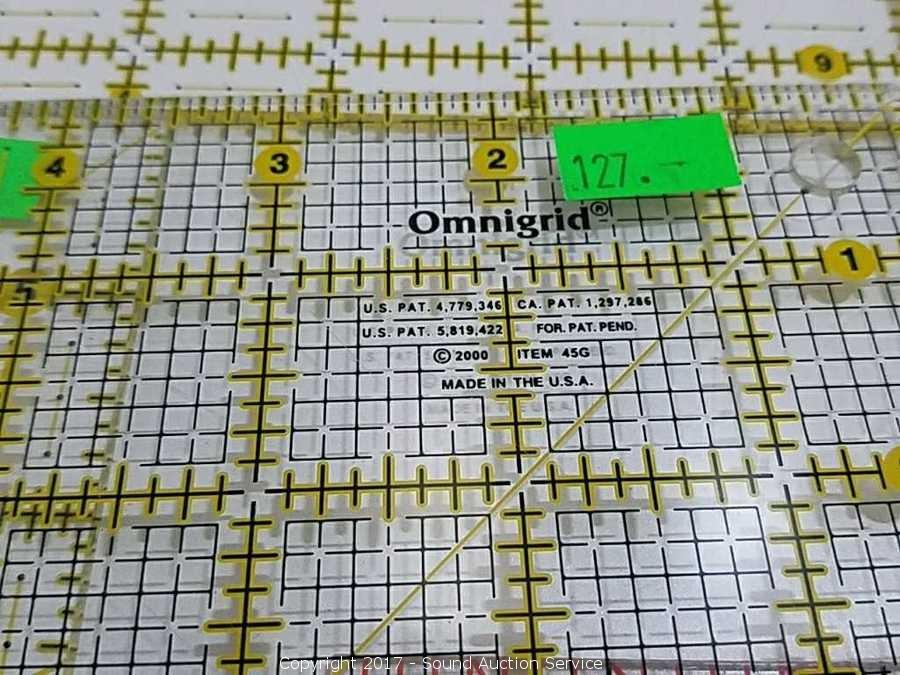 9
4
3
2
127.-
Omnigrid®
5
1
U.S. PAT. 4,779,346 CA. PAT. 1,297,286
U.S. PAT. 5,819,422 FOR. PAT. PEND.
© 2000 ITEM 45G
MADE IN THE U.S.A.
Copyright 2017 - Sound Auction Service